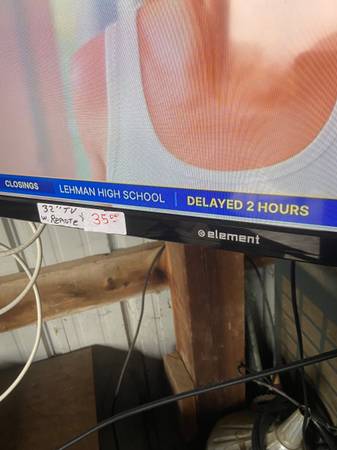 CLOSINGS LEHMAN HIGH SCHOOL DELAYED 2 HOURS
32" TV
W. REMOTE $35.00
element